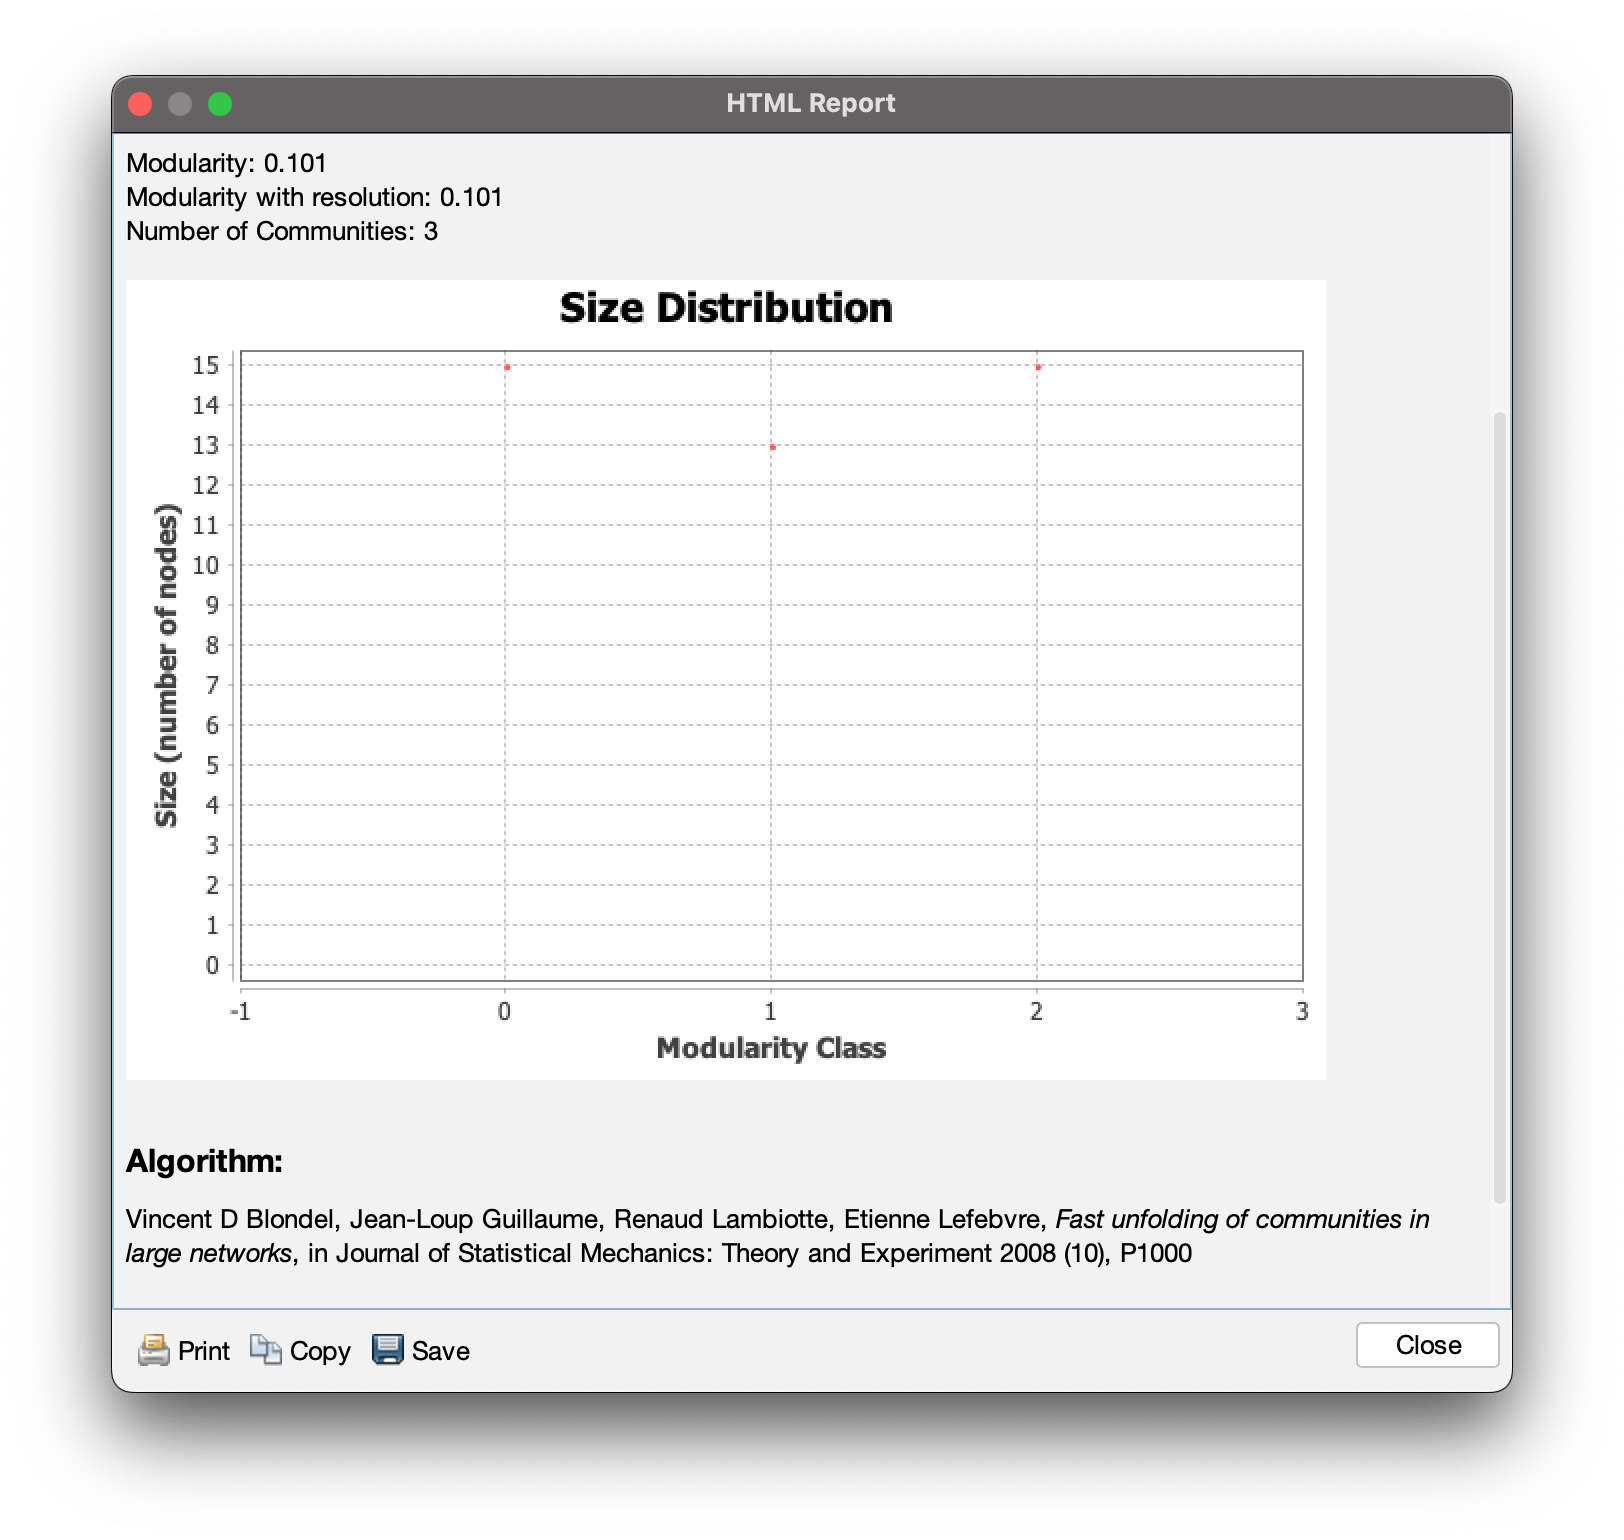 HTML Report
Modularity: 0.101
Modularity with resolution: 0.101
Number of Communities: 3
Size Distribution
15
14
13
12
11
10
9
8
7
6
5
4
3
2
1
0
Size (number of nodes)
-1 0 1 2 3
Modularity Class
Algorithm:
Vincent D Blondel, Jean-Loup Guillaume, Renaud Lambiotte, Etienne Lefebvre, Fast unfolding of communities in
large networks, in Journal of Statistical Mechanics: Theory and Experiment 2008 (10), P1000
Print Copy Save Close